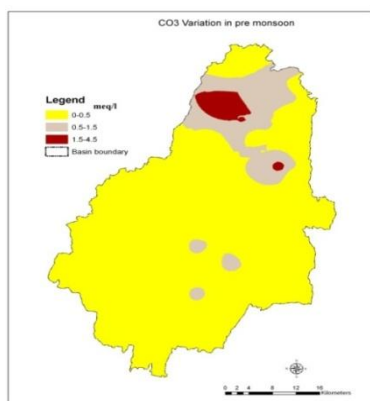 CO3 Variation in pre monsoon
Legend meq/l
0-0.5
0.5-1.5
1.5-4.5
Basin boundary
0 2 4 8 12 16
Kilometers